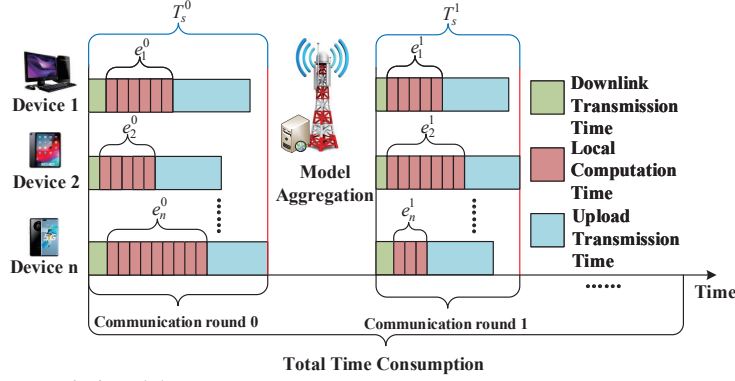 T_s^0
T_s^1
e_1^0
e_1^1
Device 1
e_2^0
e_2^1
Device 2
Model
Aggregation
e_n^0
e_n^1
Device n
Downlink
Transmission
Time
Local
Computation
Time
Upload
Transmission
Time
Time
Communication round 0
Communication round 1
Total Time Consumption